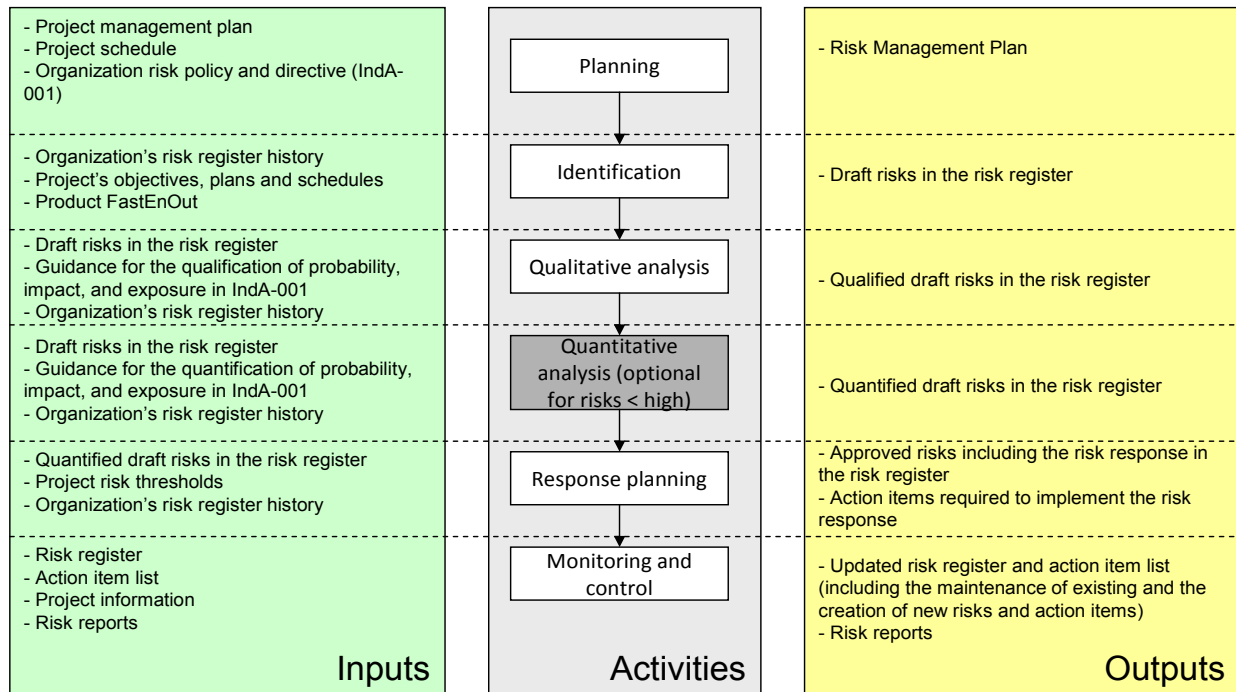 - Project management plan
- Project schedule
- Organization risk policy and directive (IndA-
001)
Planning
- Risk Management Plan
- Organization's risk register history
- Project's objectives, plans and schedules
- Product FastEnOut
Identification
- Draft risks in the risk register
- Draft risks in the risk register
- Guidance for the qualification of probability,
impact, and exposure in IndA-001
- Organization's risk register history
Qualitative analysis
- Qualified draft risks in the risk register
- Draft risks in the risk register
- Guidance for the quantification of probability,
impact, and exposure in IndA-001
- Organization's risk register history
Quantitative
analysis (optional
for risks < high)
- Quantified draft risks in the risk register
- Quantified draft risks in the risk register
- Project risk thresholds
- Organization's risk register history
Response planning
- Approved risks including the risk response in
the risk register
- Action items required to implement the risk
response
- Risk register
- Action item list
- Project information
- Risk reports
Monitoring and
control
- Updated risk register and action item list
(including the maintenance of existing and the
creation of new risks and action items)
- Risk reports
Inputs
Activities
Outputs